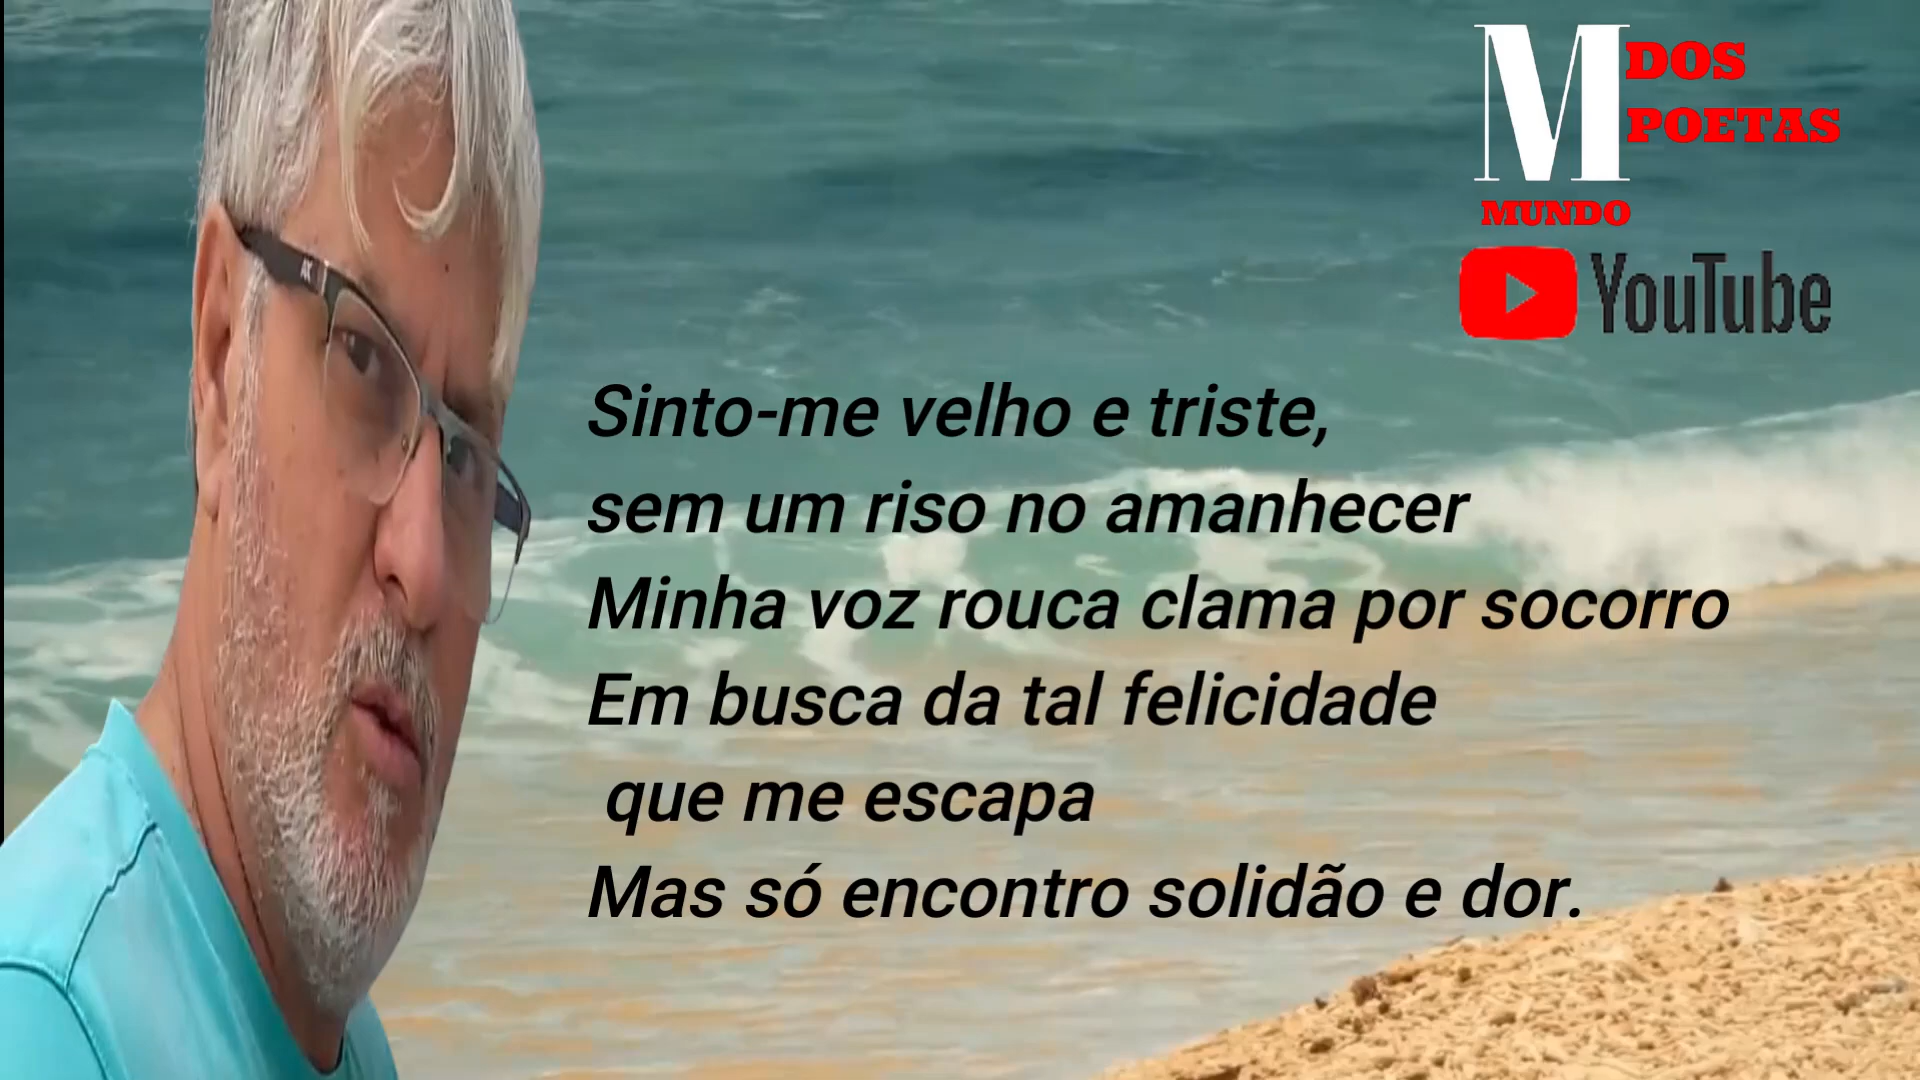 M DOS
POETAS
MUNDO
YouTube
Sinto-me velho e triste,
sem um riso no amanhecer
Minha voz rouca clama por socorro
Em busca da tal felicidade
que me escapa
Mas só encontro solidão e dor.